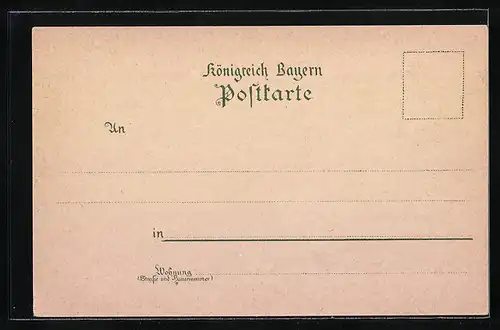 Königreich Bayern
Postkarte
An
in
Wohnung
(Straße und Hausnummer)